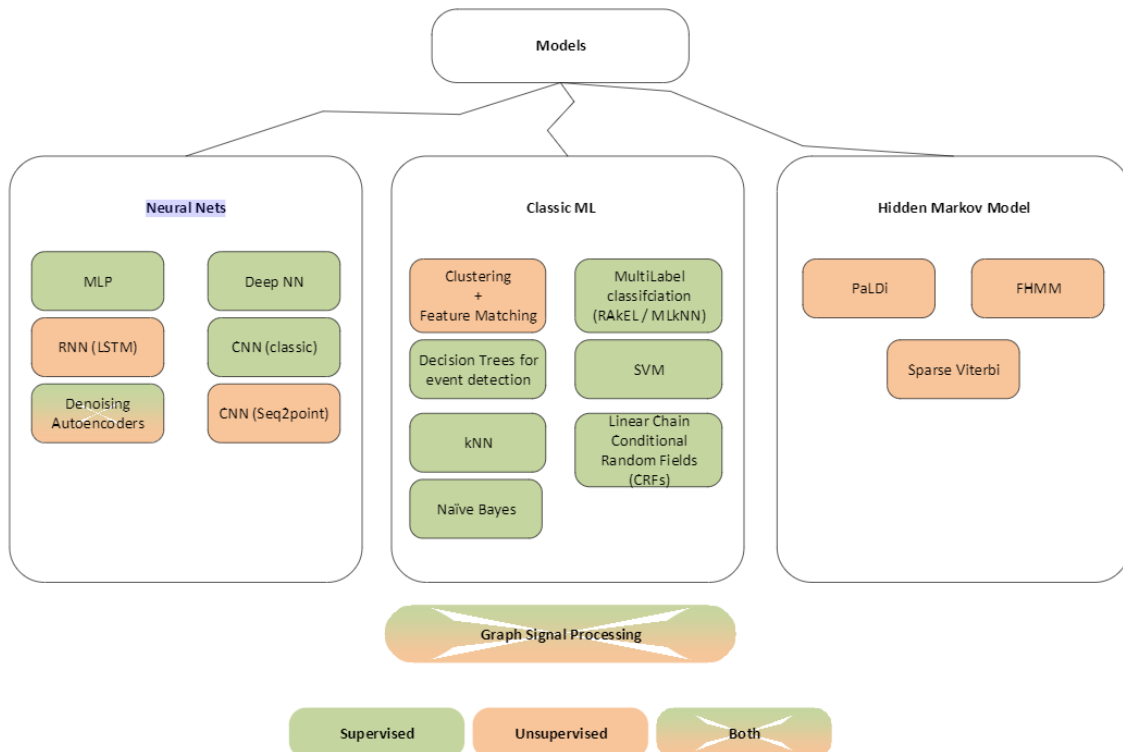 Models
Neural Nets
MLP
Deep NN
RNN (LSTM)
CNN (classic)
Denoising
Autoencoders
CNN (Seq2point)
Classic ML
Clustering
+
Feature Matching
MultiLabel
classifciation
(RAkEL / MLkNN)
Decision Trees for
event detection
SVM
kNN
Linear Chain
Conditional
Random Fields
(CRFs)
Naïve Bayes
Hidden Markov Model
PaLDi
FHMM
Sparse Viterbi
Graph Signal Processing
Supervised
Unsupervised
Both